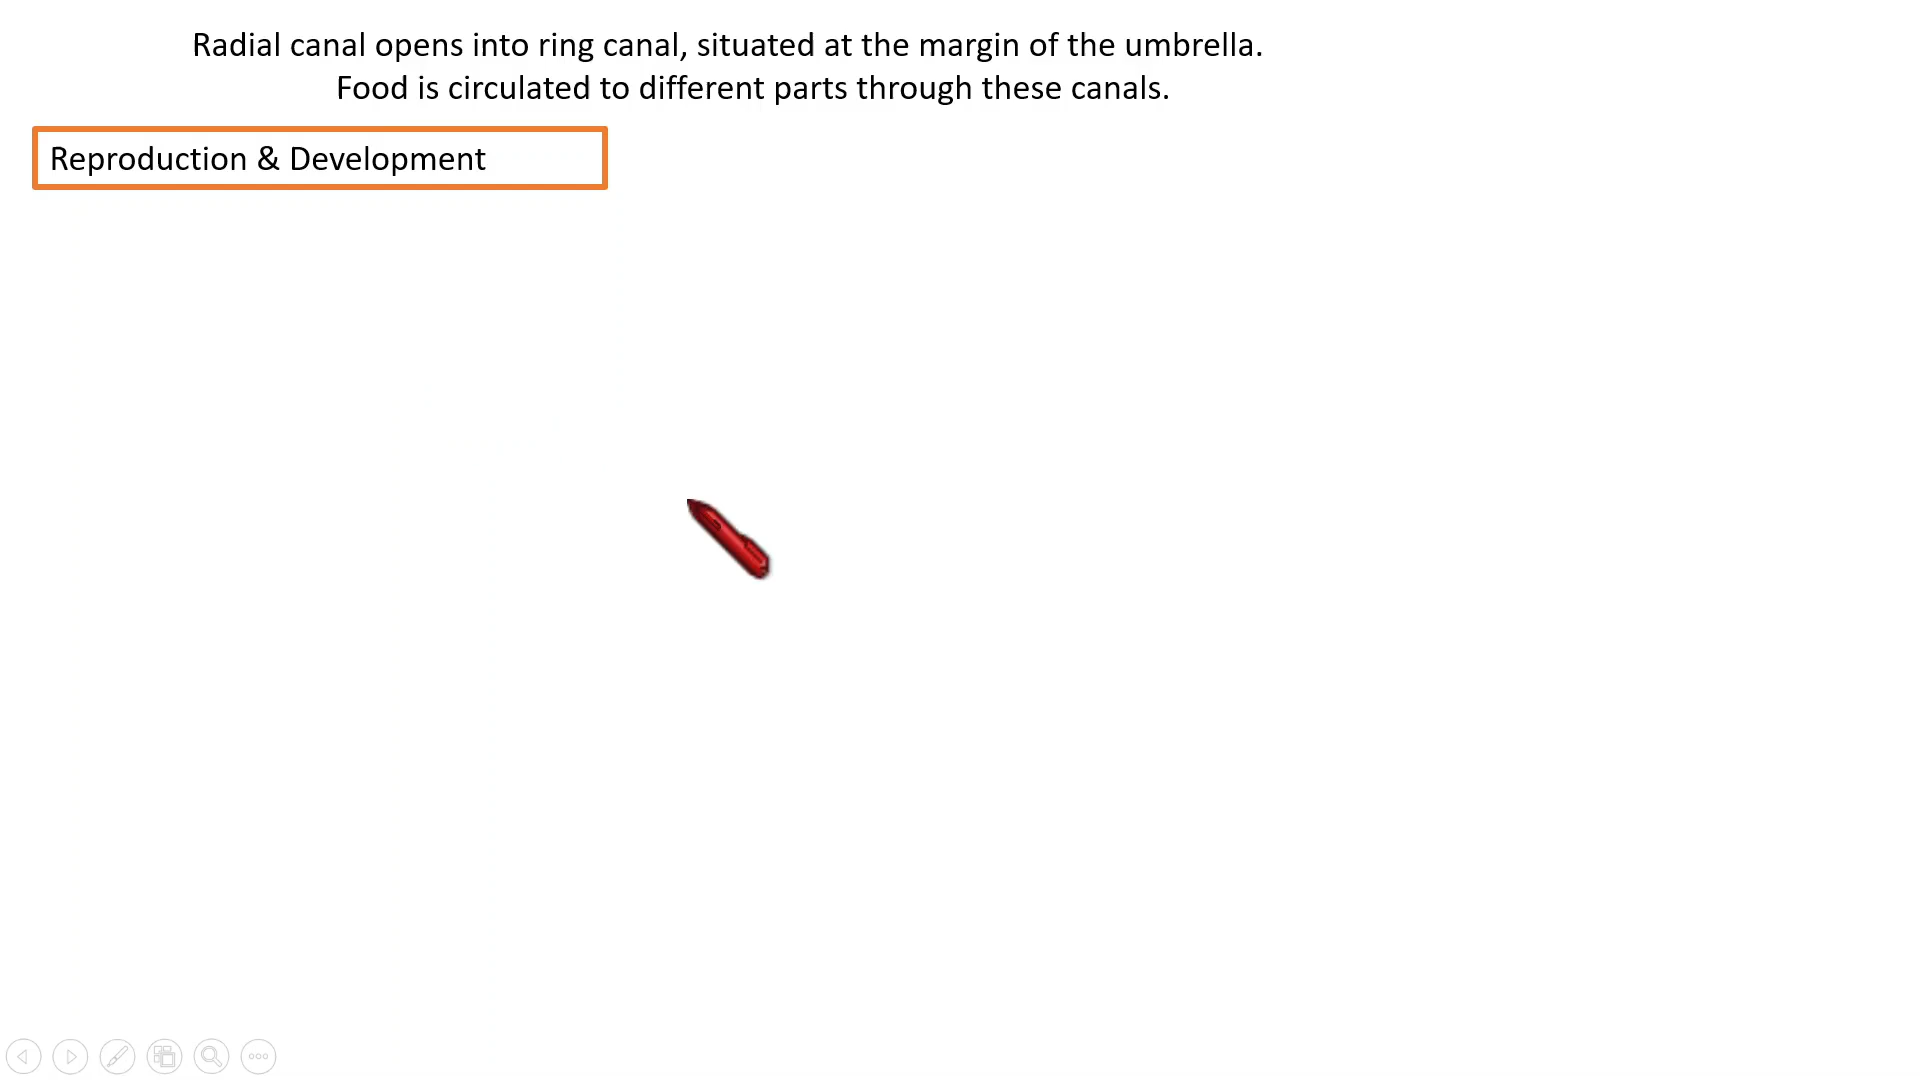 Radial canal opens into ring canal, situated at the margin of the umbrella.
Food is circulated to different parts through these canals.
Reproduction & Development